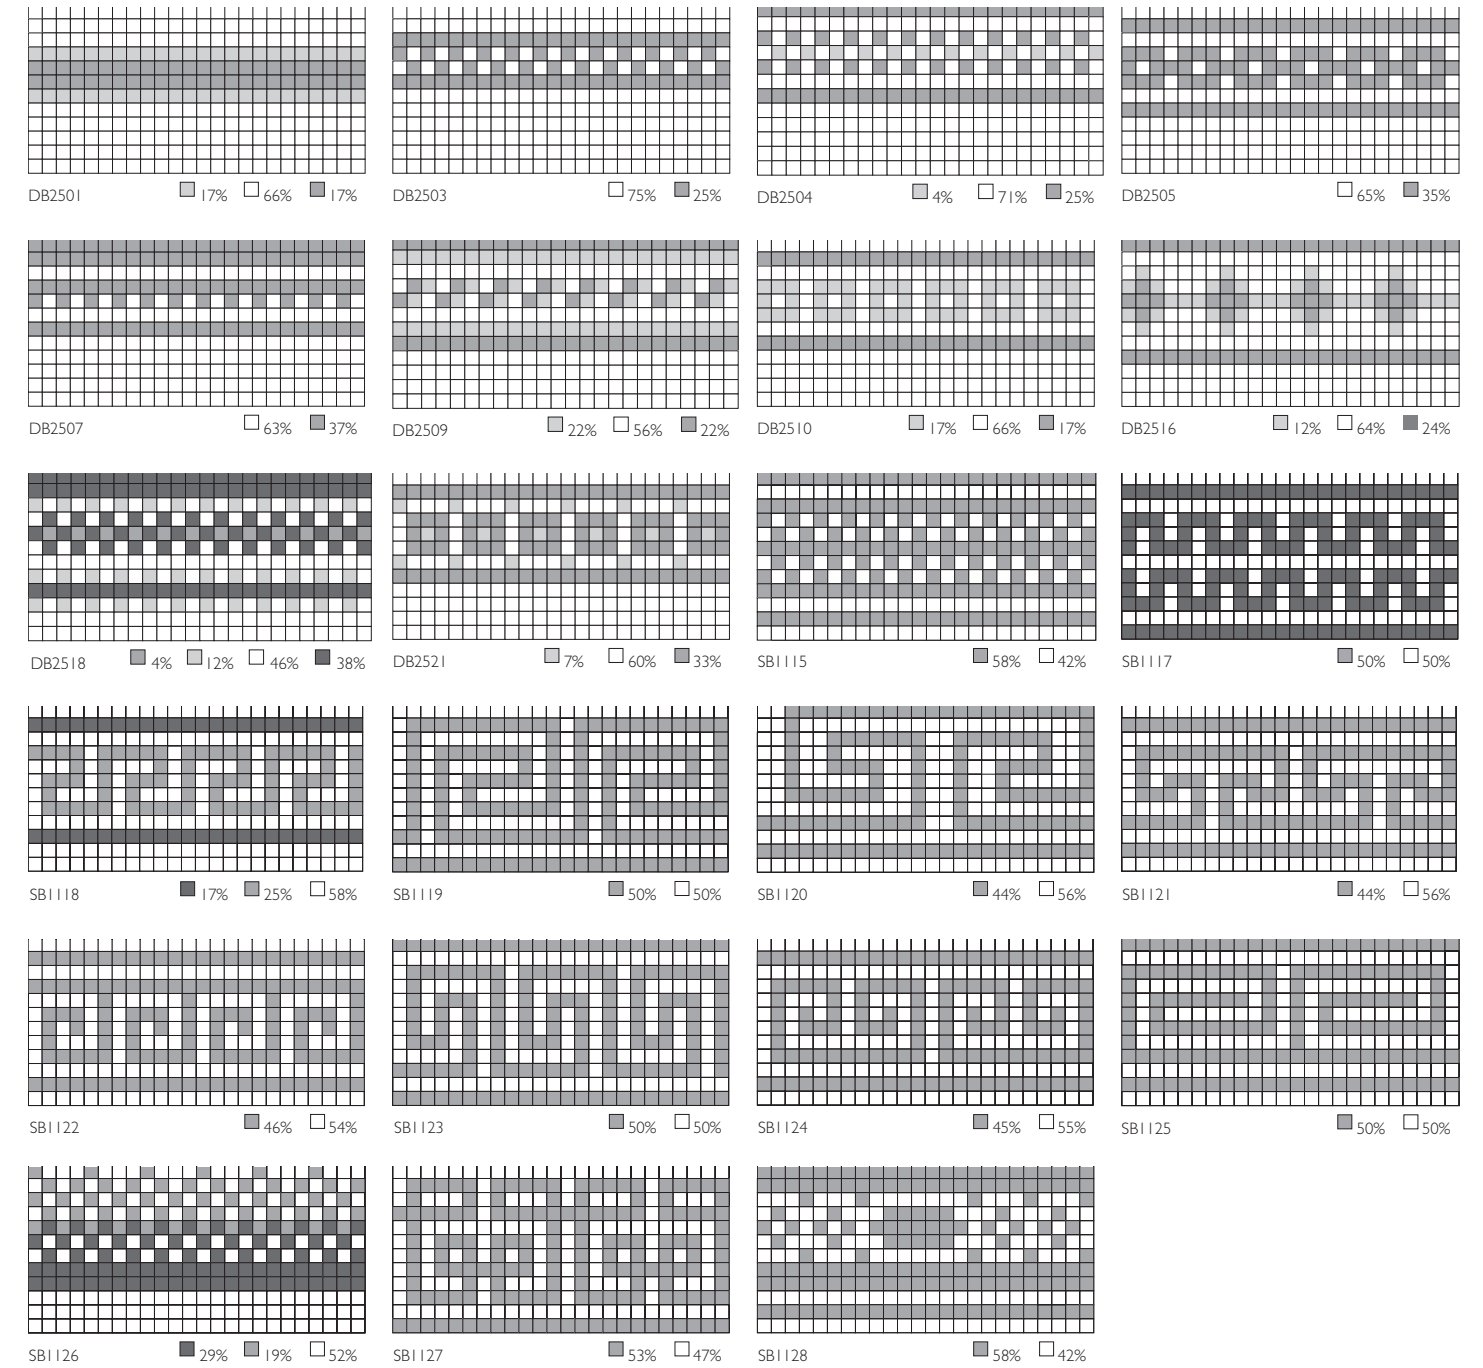 DB2501 17% 66% 17%
DB2503 75% 25%
DB2504 4% 71% 25%
DB2505 65% 35%
DB2507 63% 37%
DB2509 22% 56% 22%
DB2510 17% 66% 17%
DB2516 12% 64% 24%
DB2518 4% 12% 46% 38%
DB2521 7% 60% 33%
SB1115 58% 42%
SB1117 50% 50%
SB1118 17% 25% 58%
SB1119 50% 50%
SB1120 44% 56%
SB1121 44% 56%
SB1122 46% 54%
SB1123 50% 50%
SB1124 45% 55%
SB1125 50% 50%
SB1126 29% 19% 52%
SB1127 53% 47%
SB1128 58% 42%